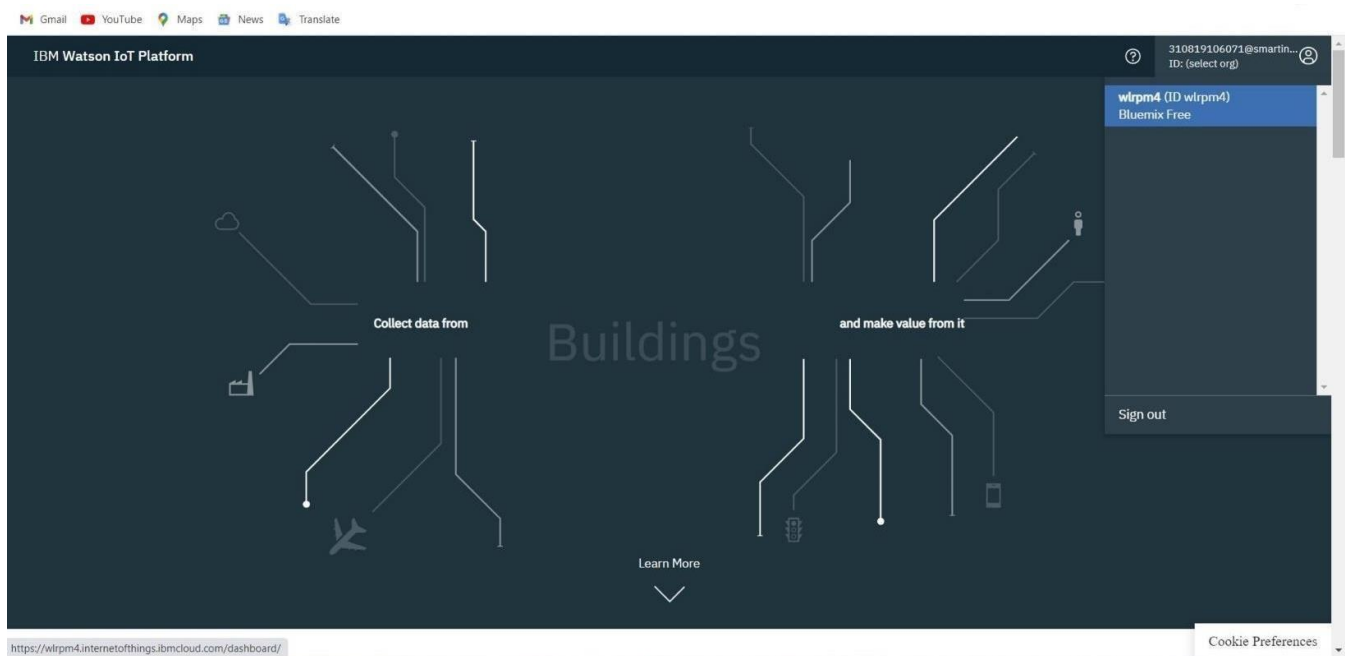 Gmail YouTube Maps News Translate
IBM Watson IoT Platform
310819106071@smartin...
ID: (select org)
wlrpm4 (ID wlrpm4)
Bluemix Free
Collect data from
Buildings
and make value from it
Sign out
Learn More
Cookie Preferences
https://wlrpm4.internetofthings.ibmcloud.com/dashboard/